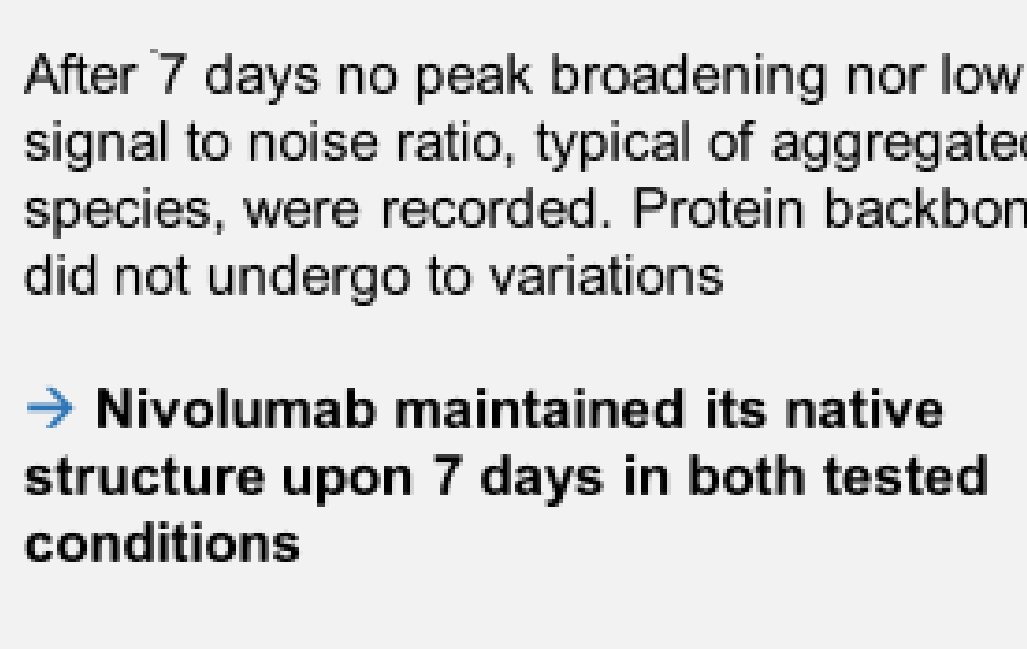 After 7 days no peak broadening nor low
signal to noise ratio, typical of aggregated
species, were recorded. Protein backbon
did not undergo to variations
→ Nivolumab maintained its native
structure upon 7 days in both tested
conditions